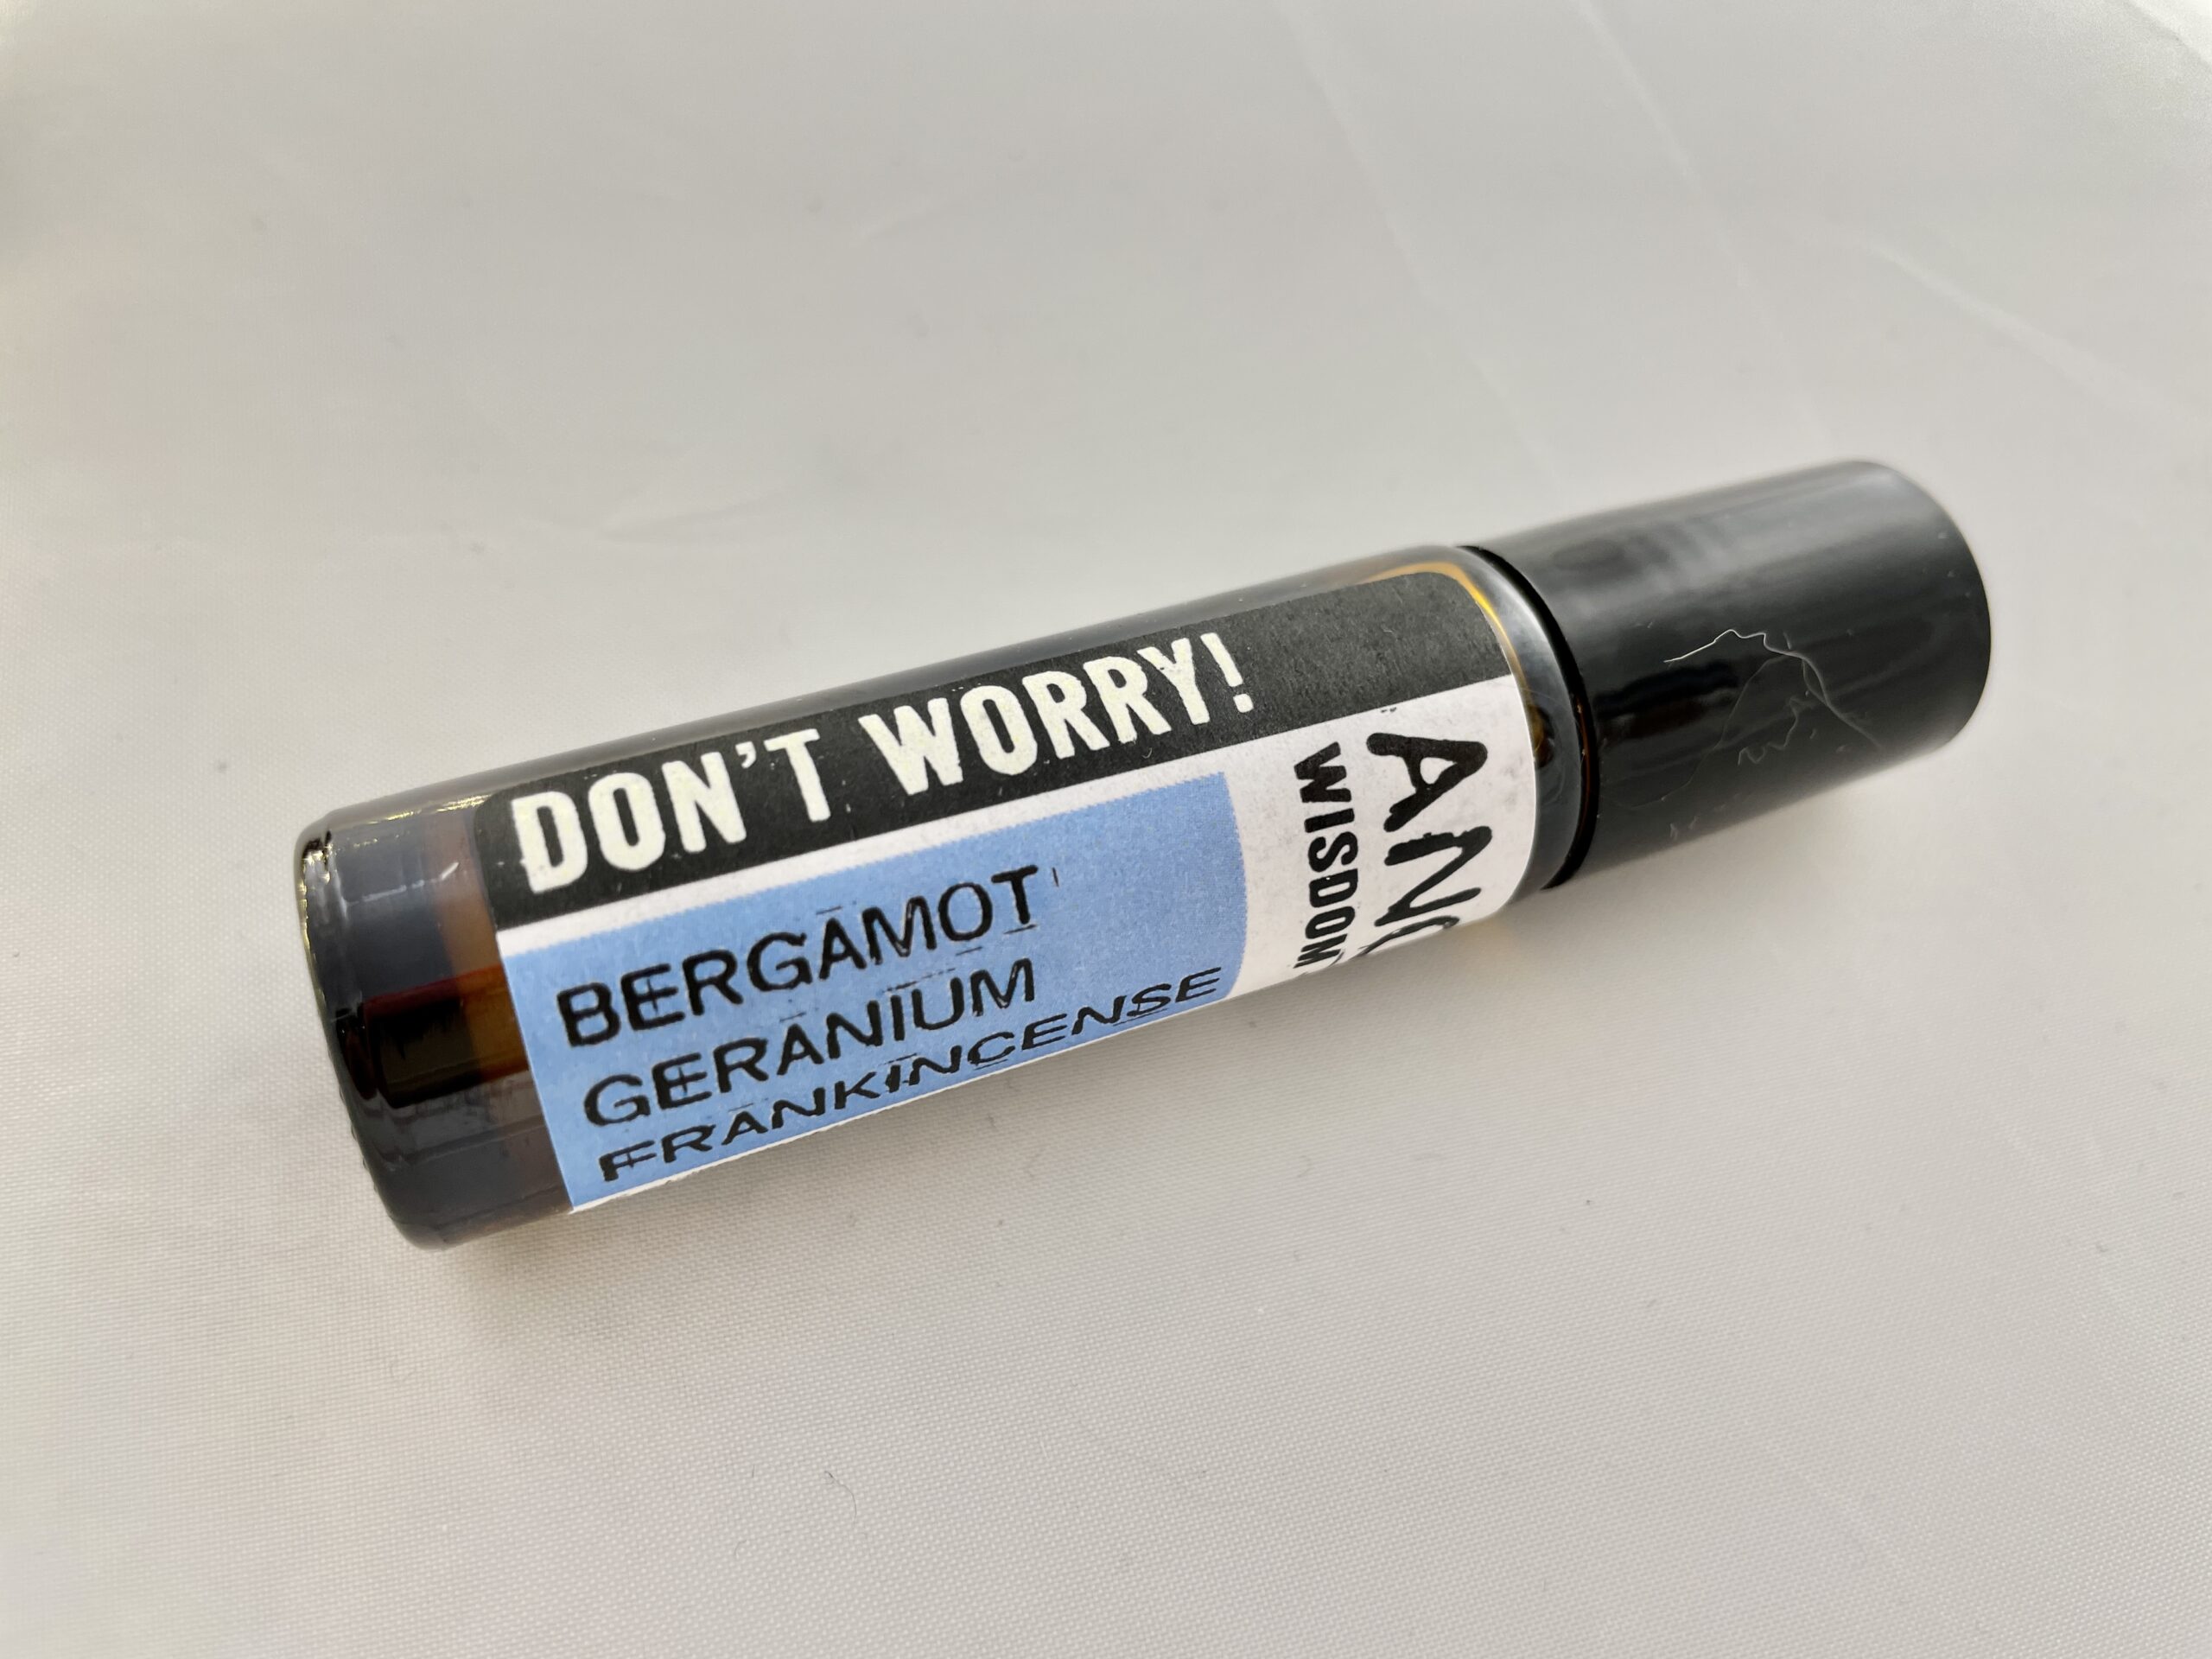 DON'T WORRY!
BERGAMOT
GERANIUM
FRANKINCENSE
WISDOM